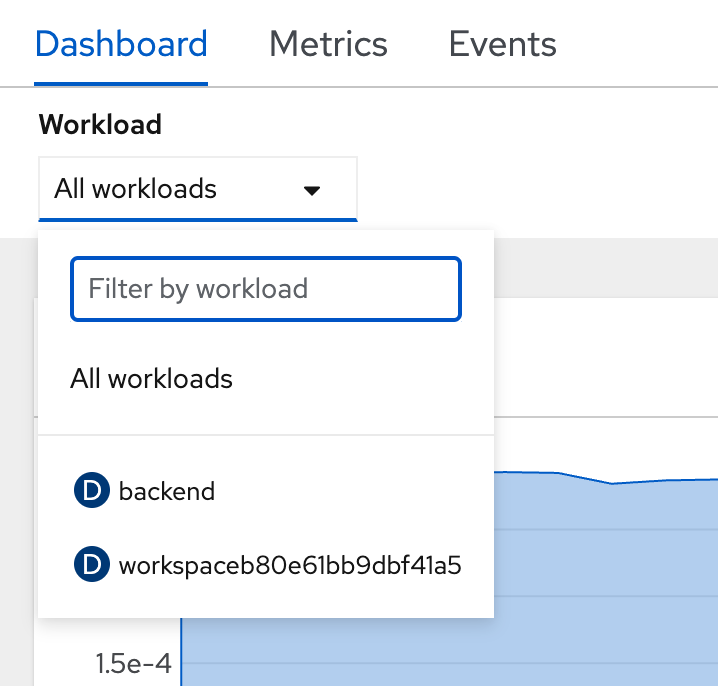 Dashboard Metrics Events
Workload
All workloads
Filter by workload
All workloads
D backend
D workspaceb80e61bb9dbf41a5
1.5e-4